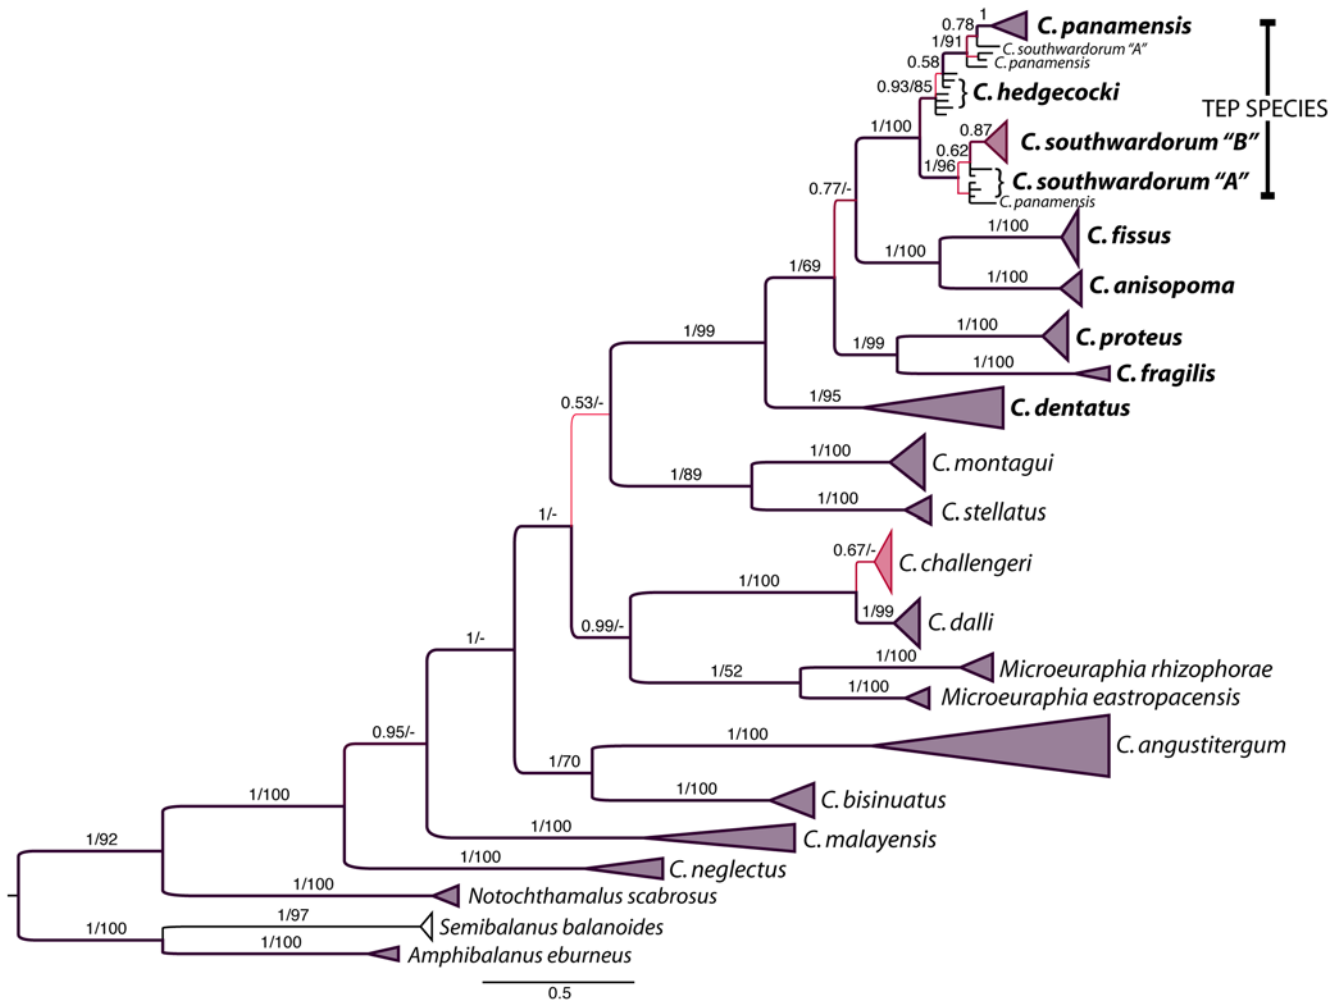 1
0.78
C. panamensis
1/91
C. southwardorum "A"
C. panamensis
0.58
0.93/85
C. hedgecocki
TEP SPECIES
1/100
0.87
C. southwardorum "B"
0.62
1/96
C. southwardorum "A"
C. panamensis
0.77/-
1/100
C. fissus
1/100
1/100
C. anisopoma
1/69
1/100
C. proteus
1/99
1/99
1/100
C. fragilis
1/95
C. dentatus
0.53/-
1/100
C. montagui
1/89
1/100
C. stellatus
1/-
0.67/-
C. challengeri
1/100
1/99
C. dalli
0.99/-
1/-
1/100
Microeuraphia rhizophorae
1/52
1/100
Microeuraphia eastropacensis
0.95/-
1/100
C. angustitergum
1/70
1/100
C. bisinuatus
1/100
1/100
C. malayensis
1/92
1/100
C. neglectus
1/100
Notochthamalus scabrosus
1/97
Semibalanus balanoides
1/100
1/100
Amphibalanus eburneus
0.5